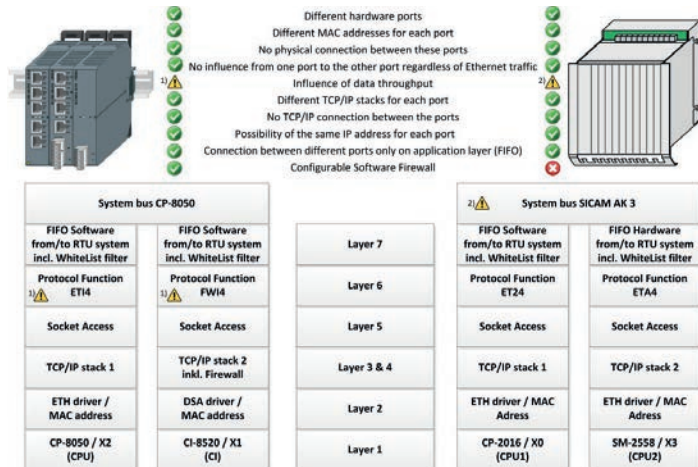 Different hardware ports
Different MAC addresses for each port
No physical connection between these ports
No influence from one port to the other port regardless of Ethernet traffic
1) Influence of data throughput 2)
Different TCP/IP stacks for each port
No TCP/IP connection between the ports
Possibility of the same IP address for each port
Connection between different ports only on application layer (FIFO)
Configurable Software Firewall
System bus CP-8050
FIFO Software
from/to RTU system
incl. WhiteList filter
FIFO Software
from/to RTU system
incl. WhiteList filter
Protocol Function
1) ETI4
Protocol Function
1) FWI4
Socket Access
Socket Access
TCP/IP stack 1
TCP/IP stack 2
inkl. Firewall
ETH driver /
MAC address
DSA driver /
MAC address
CP-8050 / X2
(CPU)
CI-8520 / X1
(CI)
Layer 7
Layer 6
Layer 5
Layer 3 & 4
Layer 2
Layer 1
2) System bus SICAM AK 3
FIFO Software
from/to RTU system
incl. WhiteList filter
FIFO Hardware
from/to RTU system
incl. WhiteList filter
Protocol Function
ET24
Protocol Function
ETA4
Socket Access
Socket Access
TCP/IP stack 1
TCP/IP stack 2
ETH driver / MAC
Adress
ETH driver / MAC
Adress
CP-2016 / X0
(CPU1)
SM-2558 / X3
(CPU2)